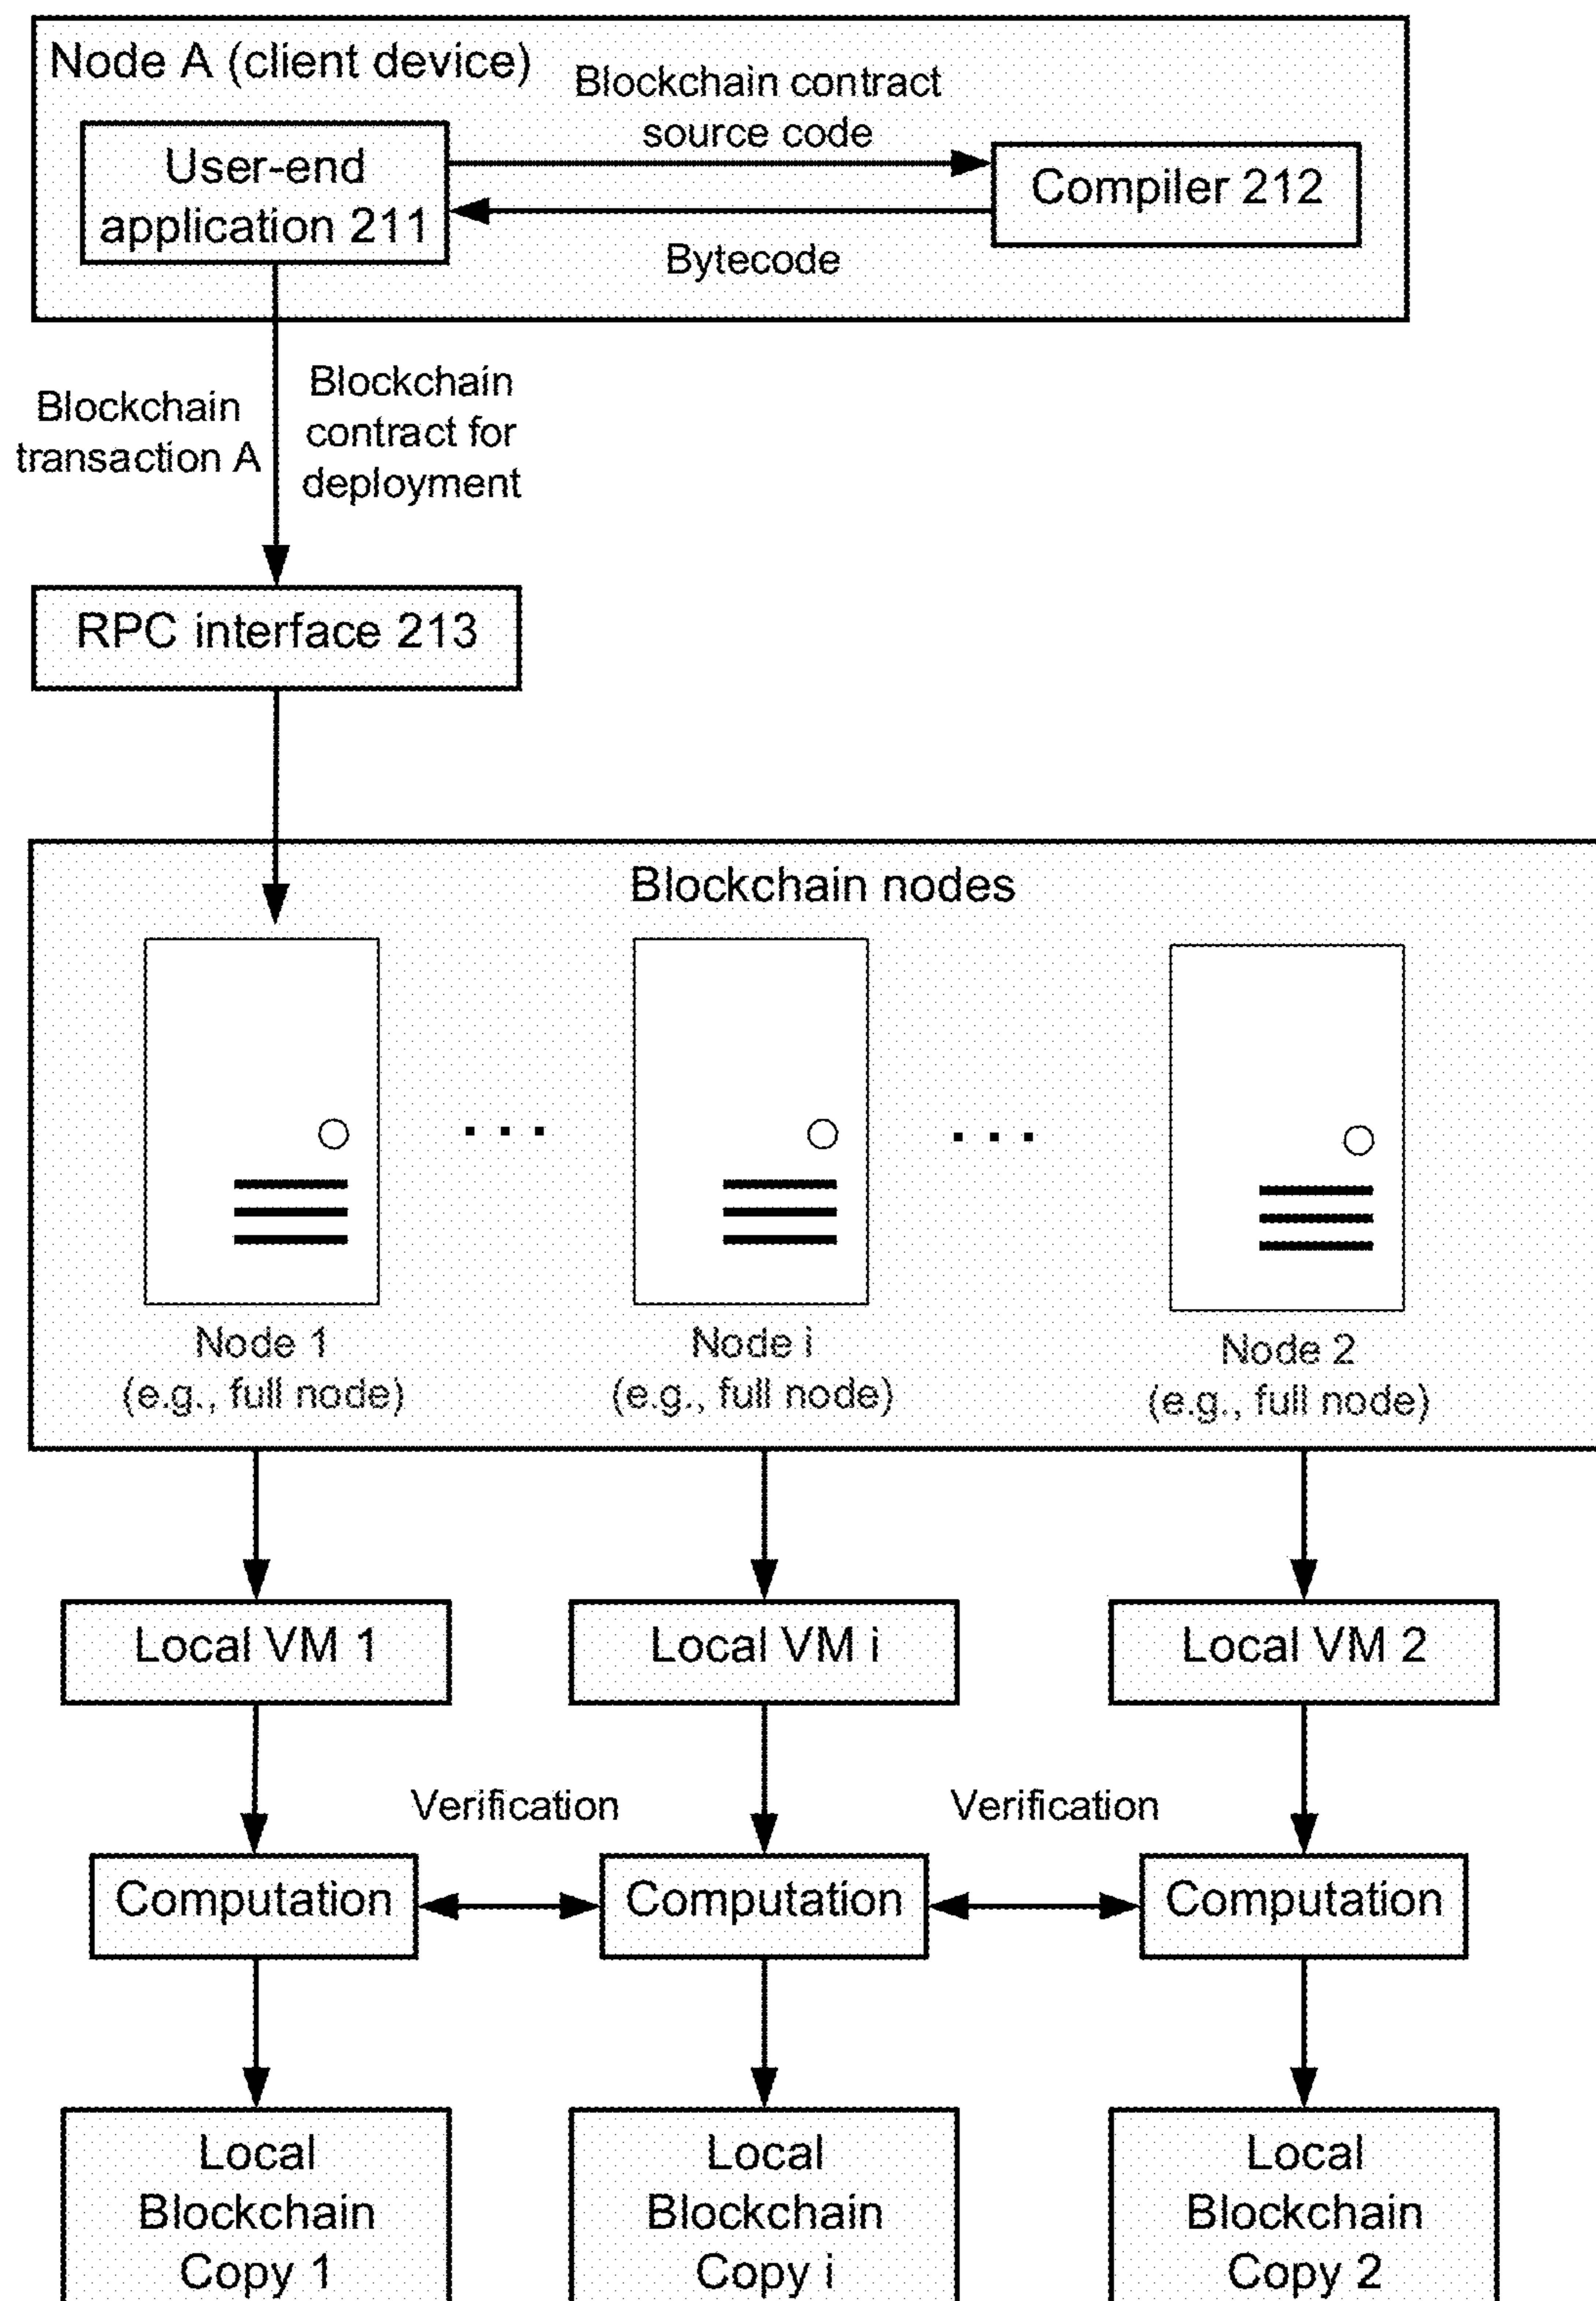 Node A (client device)
Blockchain contract
source code
User-end
application 211
Compiler 212
Bytecode
Blockchain
transaction A
Blockchain
contract for
deployment
RPC interface 213
Blockchain nodes
. . .
. . .
Node 1
(e.g., full node)
Node i
(e.g., full node)
Node 2
(e.g., full node)
Local VM 1
Local VM i
Local VM 2
Verification
Verification
Computation
Computation
Computation
Local
Blockchain
Copy 1
Local
Blockchain
Copy i
Local
Blockchain
Copy 2